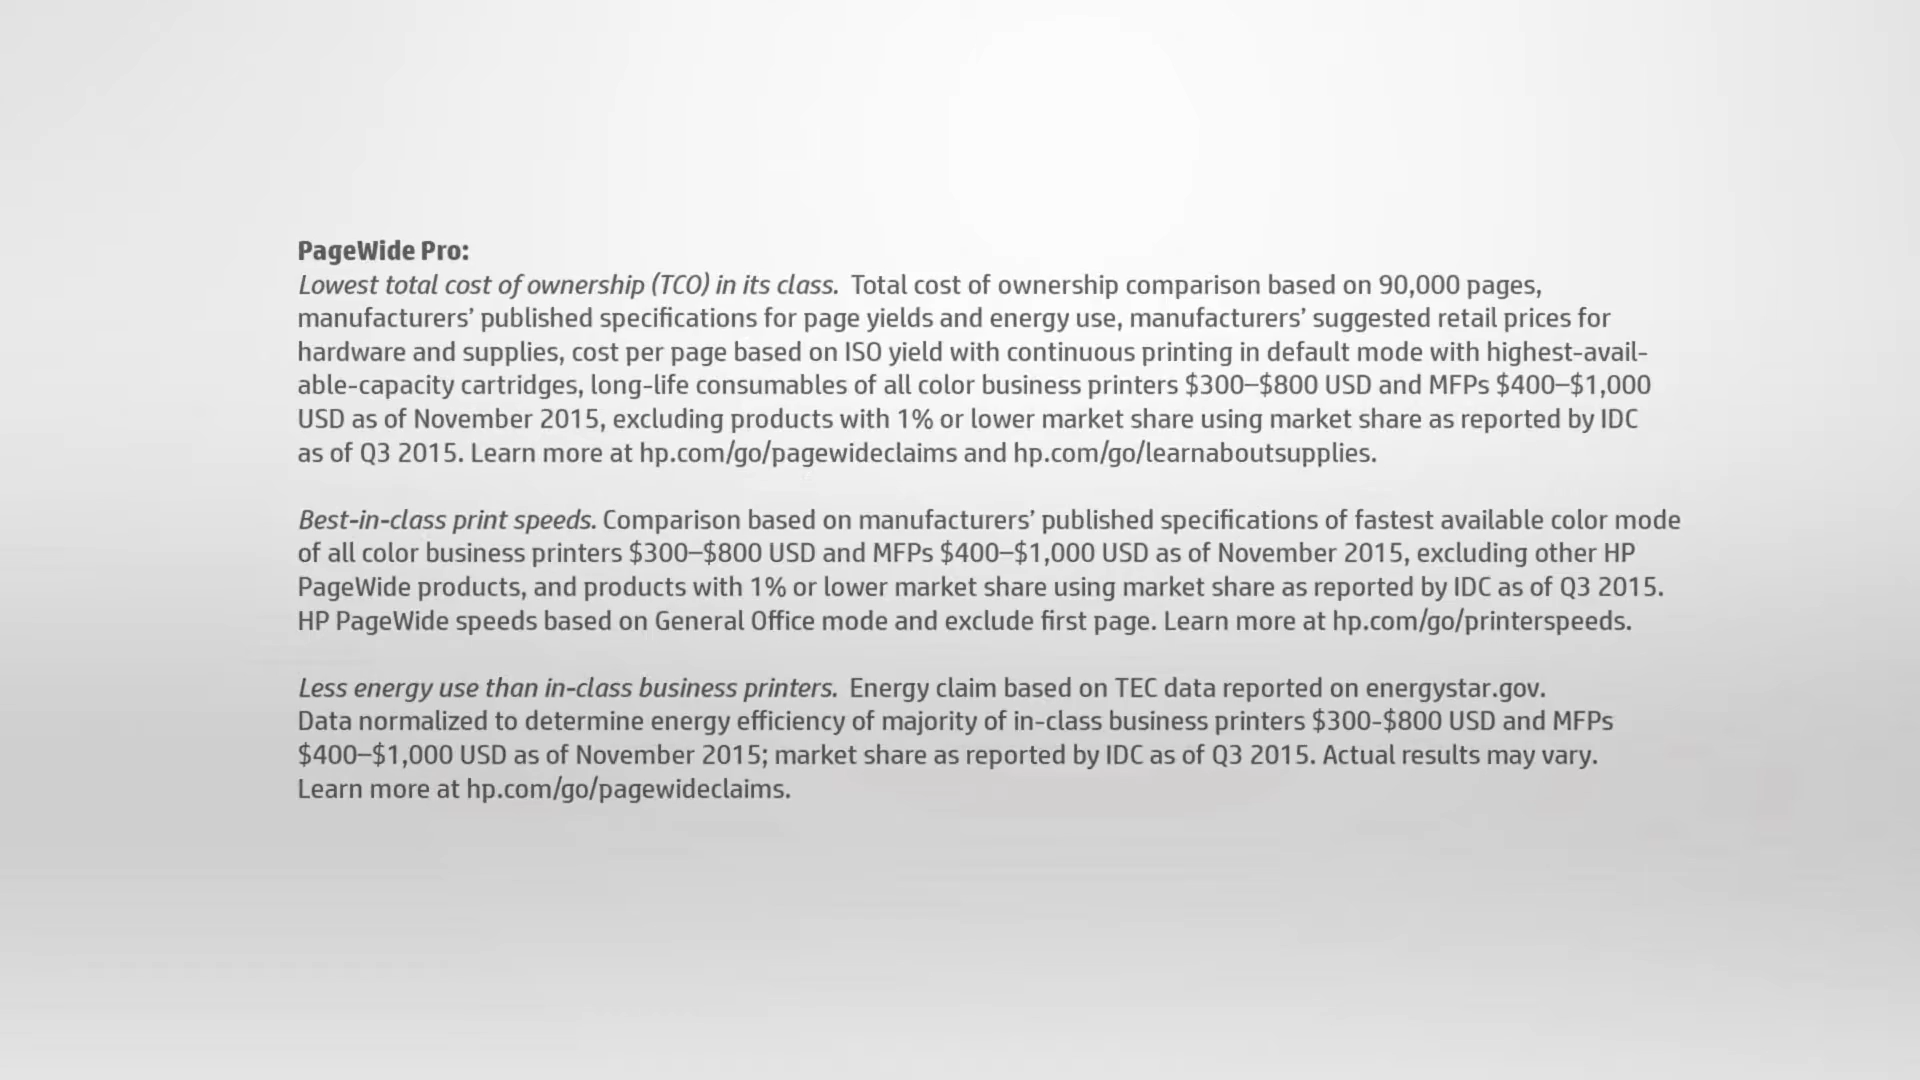 PageWide Pro:
Lowest total cost of ownership (TCO) in its class. Total cost of ownership comparison based on 90,000 pages,
manufacturers’ published specifications for page yields and energy use, manufacturers’ suggested retail prices for
hardware and supplies, cost per page based on ISO yield with continuous printing in default mode with highest-avail-
able-capacity cartridges, long-life consumables of all color business printers $300–$800 USD and MFPs $400–$1,000
USD as of November 2015, excluding products with 1% or lower market share using market share as reported by IDC
as of Q3 2015. Learn more at hp.com/go/pagewideclaims and hp.com/go/learnaboutsupplies.
Best-in-class print speeds. Comparison based on manufacturers’ published specifications of fastest available color mode
of all color business printers $300–$800 USD and MFPs $400–$1,000 USD as of November 2015, excluding other HP
PageWide products, and products with 1% or lower market share using market share as reported by IDC as of Q3 2015.
HP PageWide speeds based on General Office mode and exclude first page. Learn more at hp.com/go/printerspeeds.
Less energy use than in-class business printers. Energy claim based on TEC data reported on energystar.gov.
Data normalized to determine energy efficiency of majority of in-class business printers $300-$800 USD and MFPs
$400–$1,000 USD as of November 2015; market share as reported by IDC as of Q3 2015. Actual results may vary.
Learn more at hp.com/go/pagewideclaims.